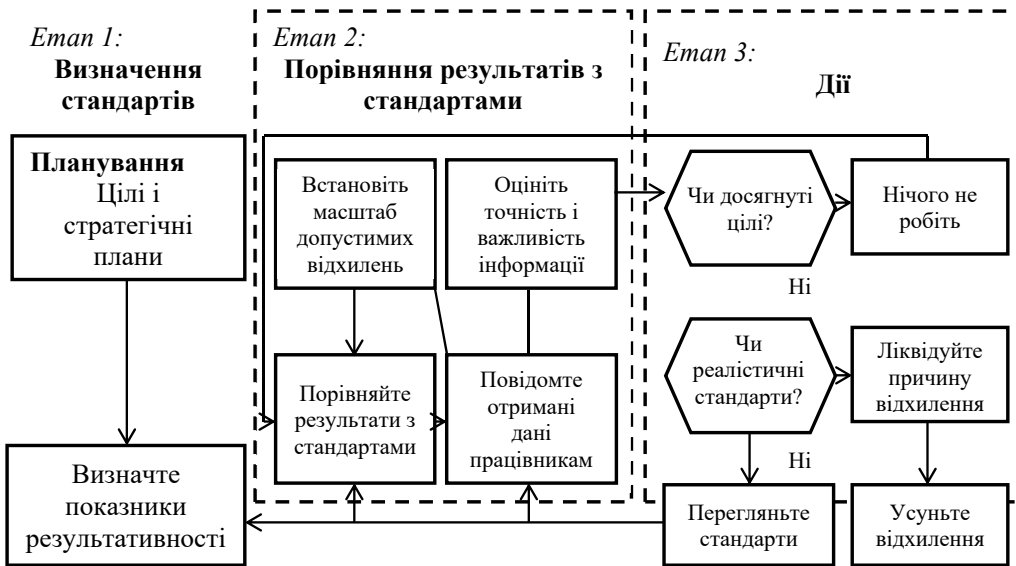 Етап 1:
Визначення
стандартів
Етап 2:
Порівняння результатів з
стандартами
Етап 3:
Дії
Планування
Цілі і
стратегічні
плани
Встановіть
масштаб
допустимих
відхилень
Оцініть
точність і
важливість
інформації
Чи досягнуті
цілі?
Нічого не
робіть
Ні
Порівняйте
результати з
стандартами
Повідомте
отримані
дані
працівникам
Чи
реалістичні
стандарти?
Ліквідуйте
причину
відхилення
Ні
Визначте
показники
результативності
Перегляньте
стандарти
Усуньте
відхилення